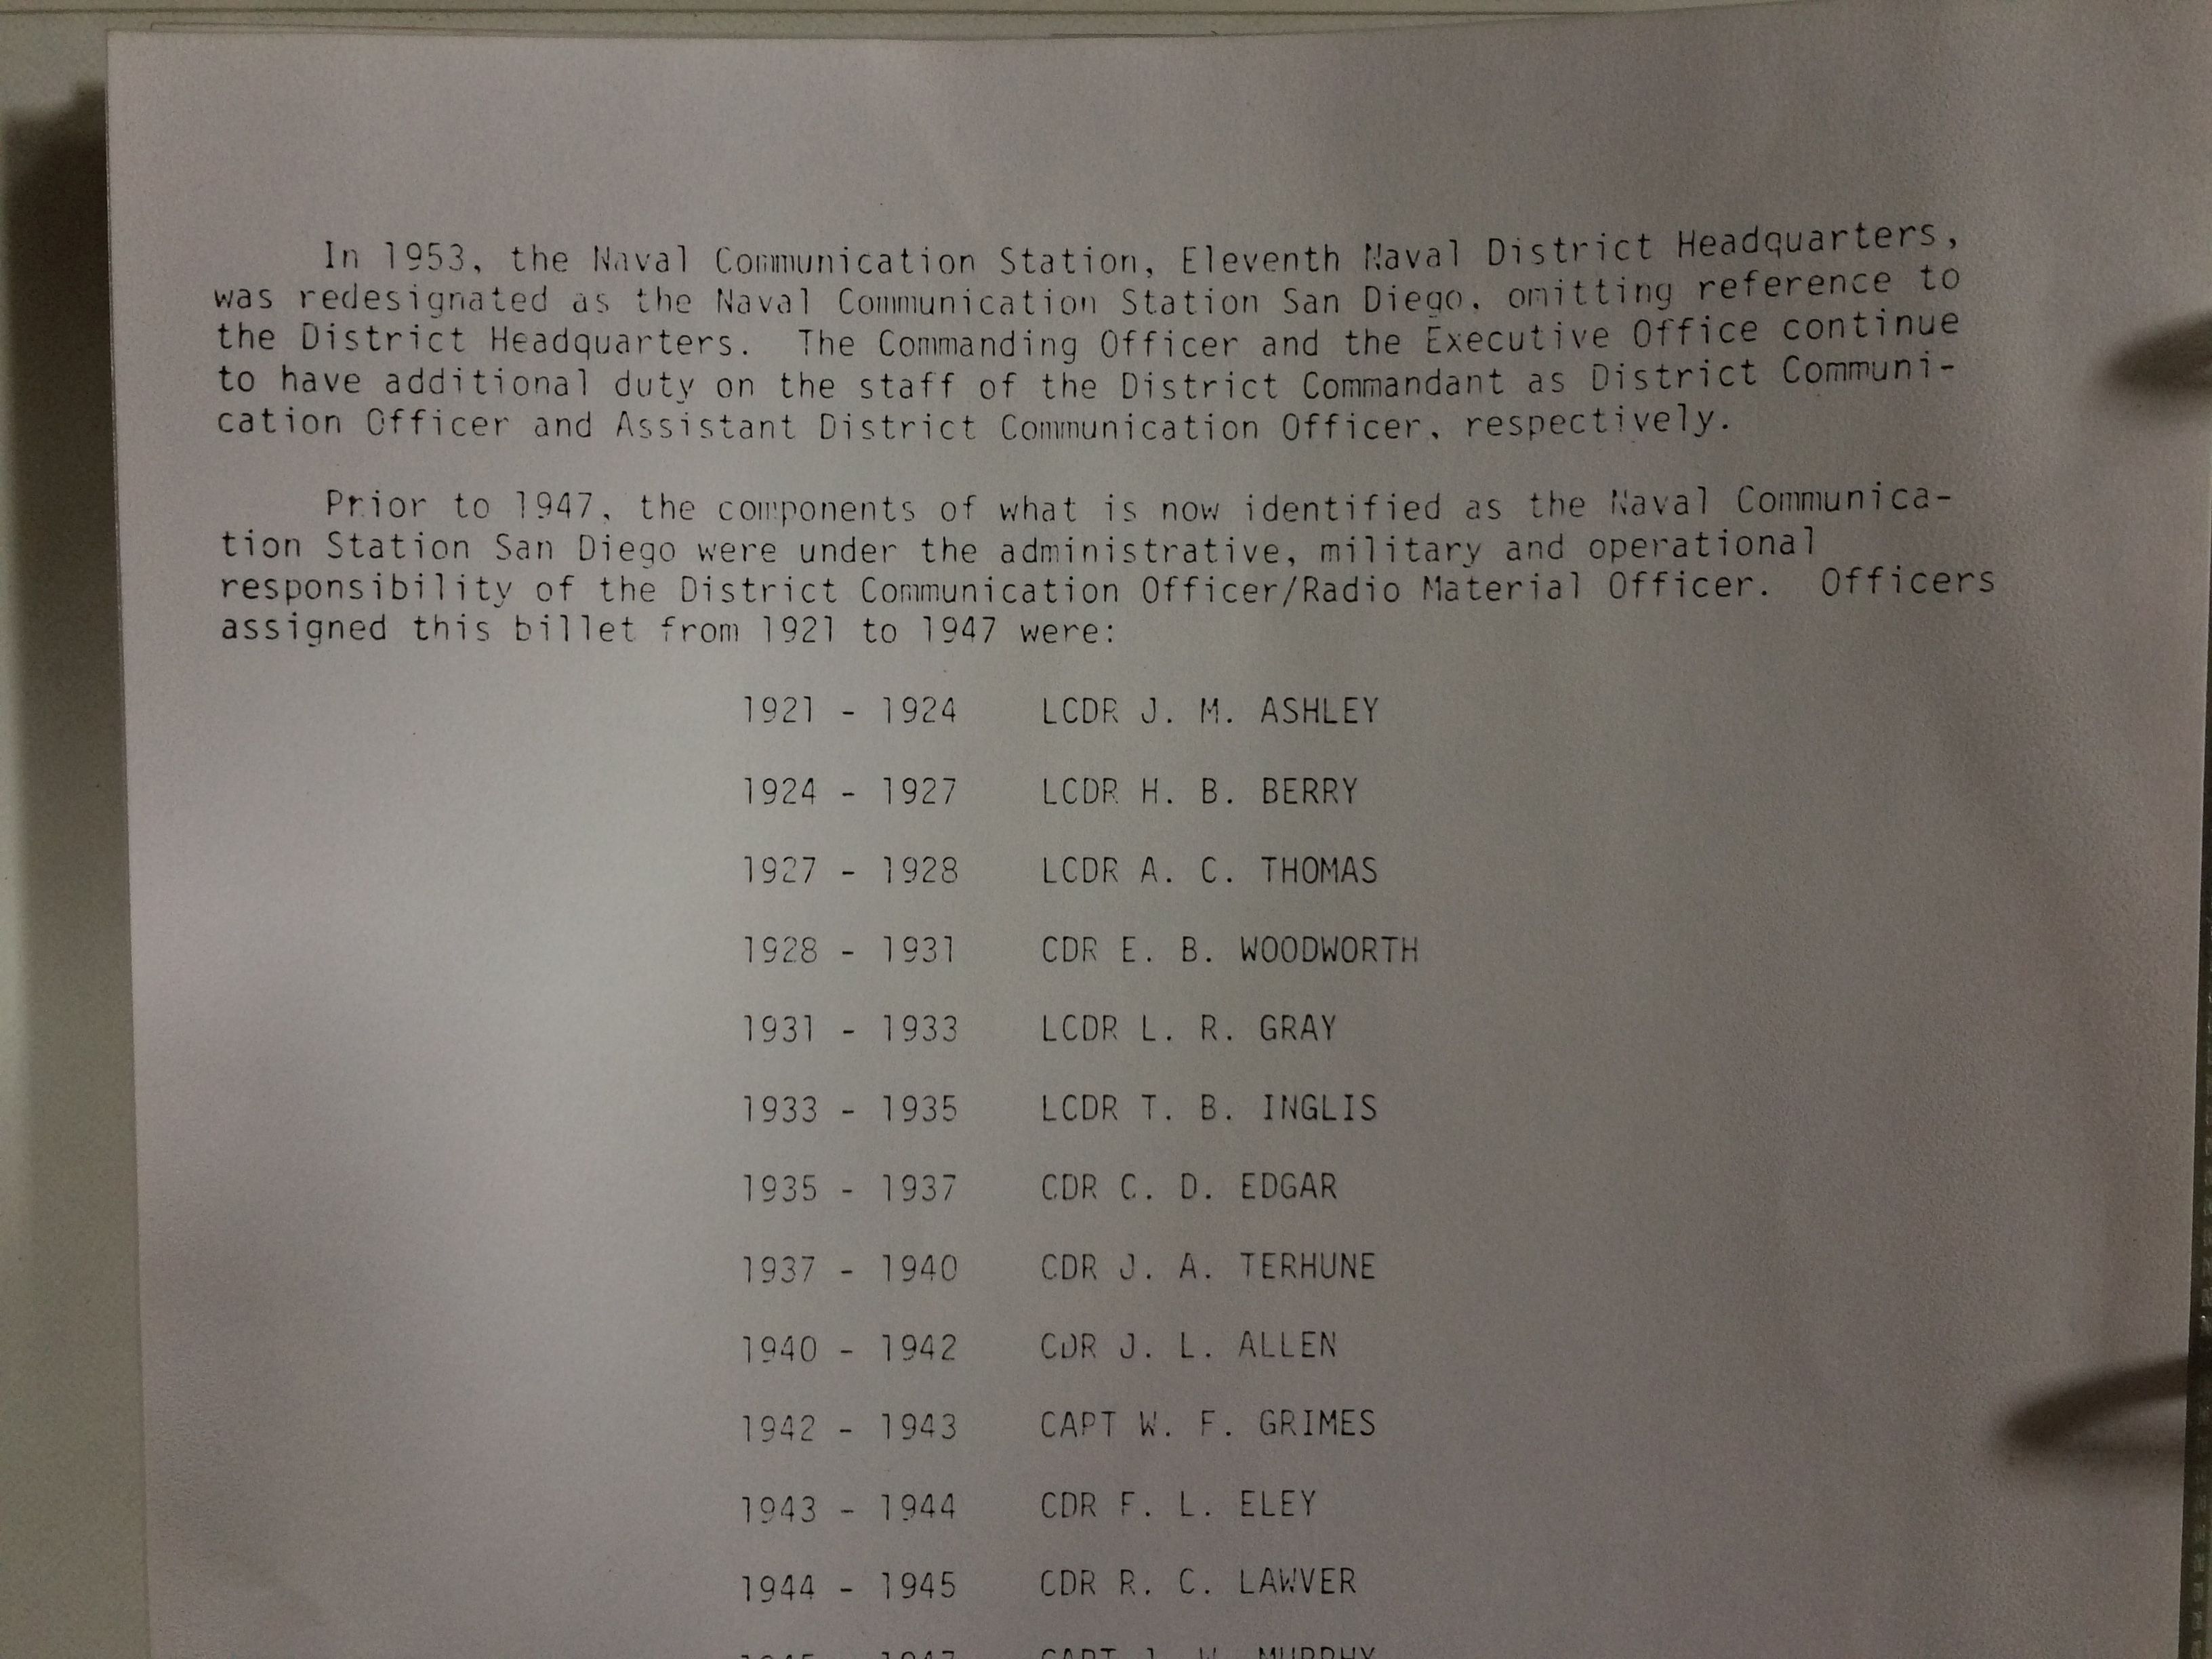 In 1953, the Naval Communication Station, Eleventh Naval District Headquarters,
was redesignated as the Naval Communication Station San Diego, omitting reference to
the District Headquarters. The Commanding Officer and the Executive Office continue
to have additional duty on the staff of the District Commandant as District Communi-
cation Officer and Assistant District Communication Officer, respectively.
Prior to 1947, the components of what is now identified as the Naval Communica-
tion Station San Diego were under the administrative, military and operational
responsibility of the District Communication Officer/Radio Material Officer. Officers
assigned this billet from 1921 to 1947 were:
1921 - 1924 LCDR J. M. ASHLEY
1924 - 1927 LCDR H. B. BERRY
1927 - 1928 LCDR A. C. THOMAS
1928 - 1931 CDR E. B. WOODWORTH
1931 - 1933 LCDR L. R. GRAY
1933 - 1935 LCDR T. B. INGLIS
1935 - 1937 CDR C. D. EDGAR
1937 - 1940 CDR J. A. TERHUNE
1940 - 1942 CDR J. L. ALLEN
1942 - 1943 CAPT W. F. GRIMES
1943 - 1944 CDR F. L. ELEY
1944 - 1945 CDR R. C. LAWVER
1945 - 1947 CAPT J. W. MURPHY